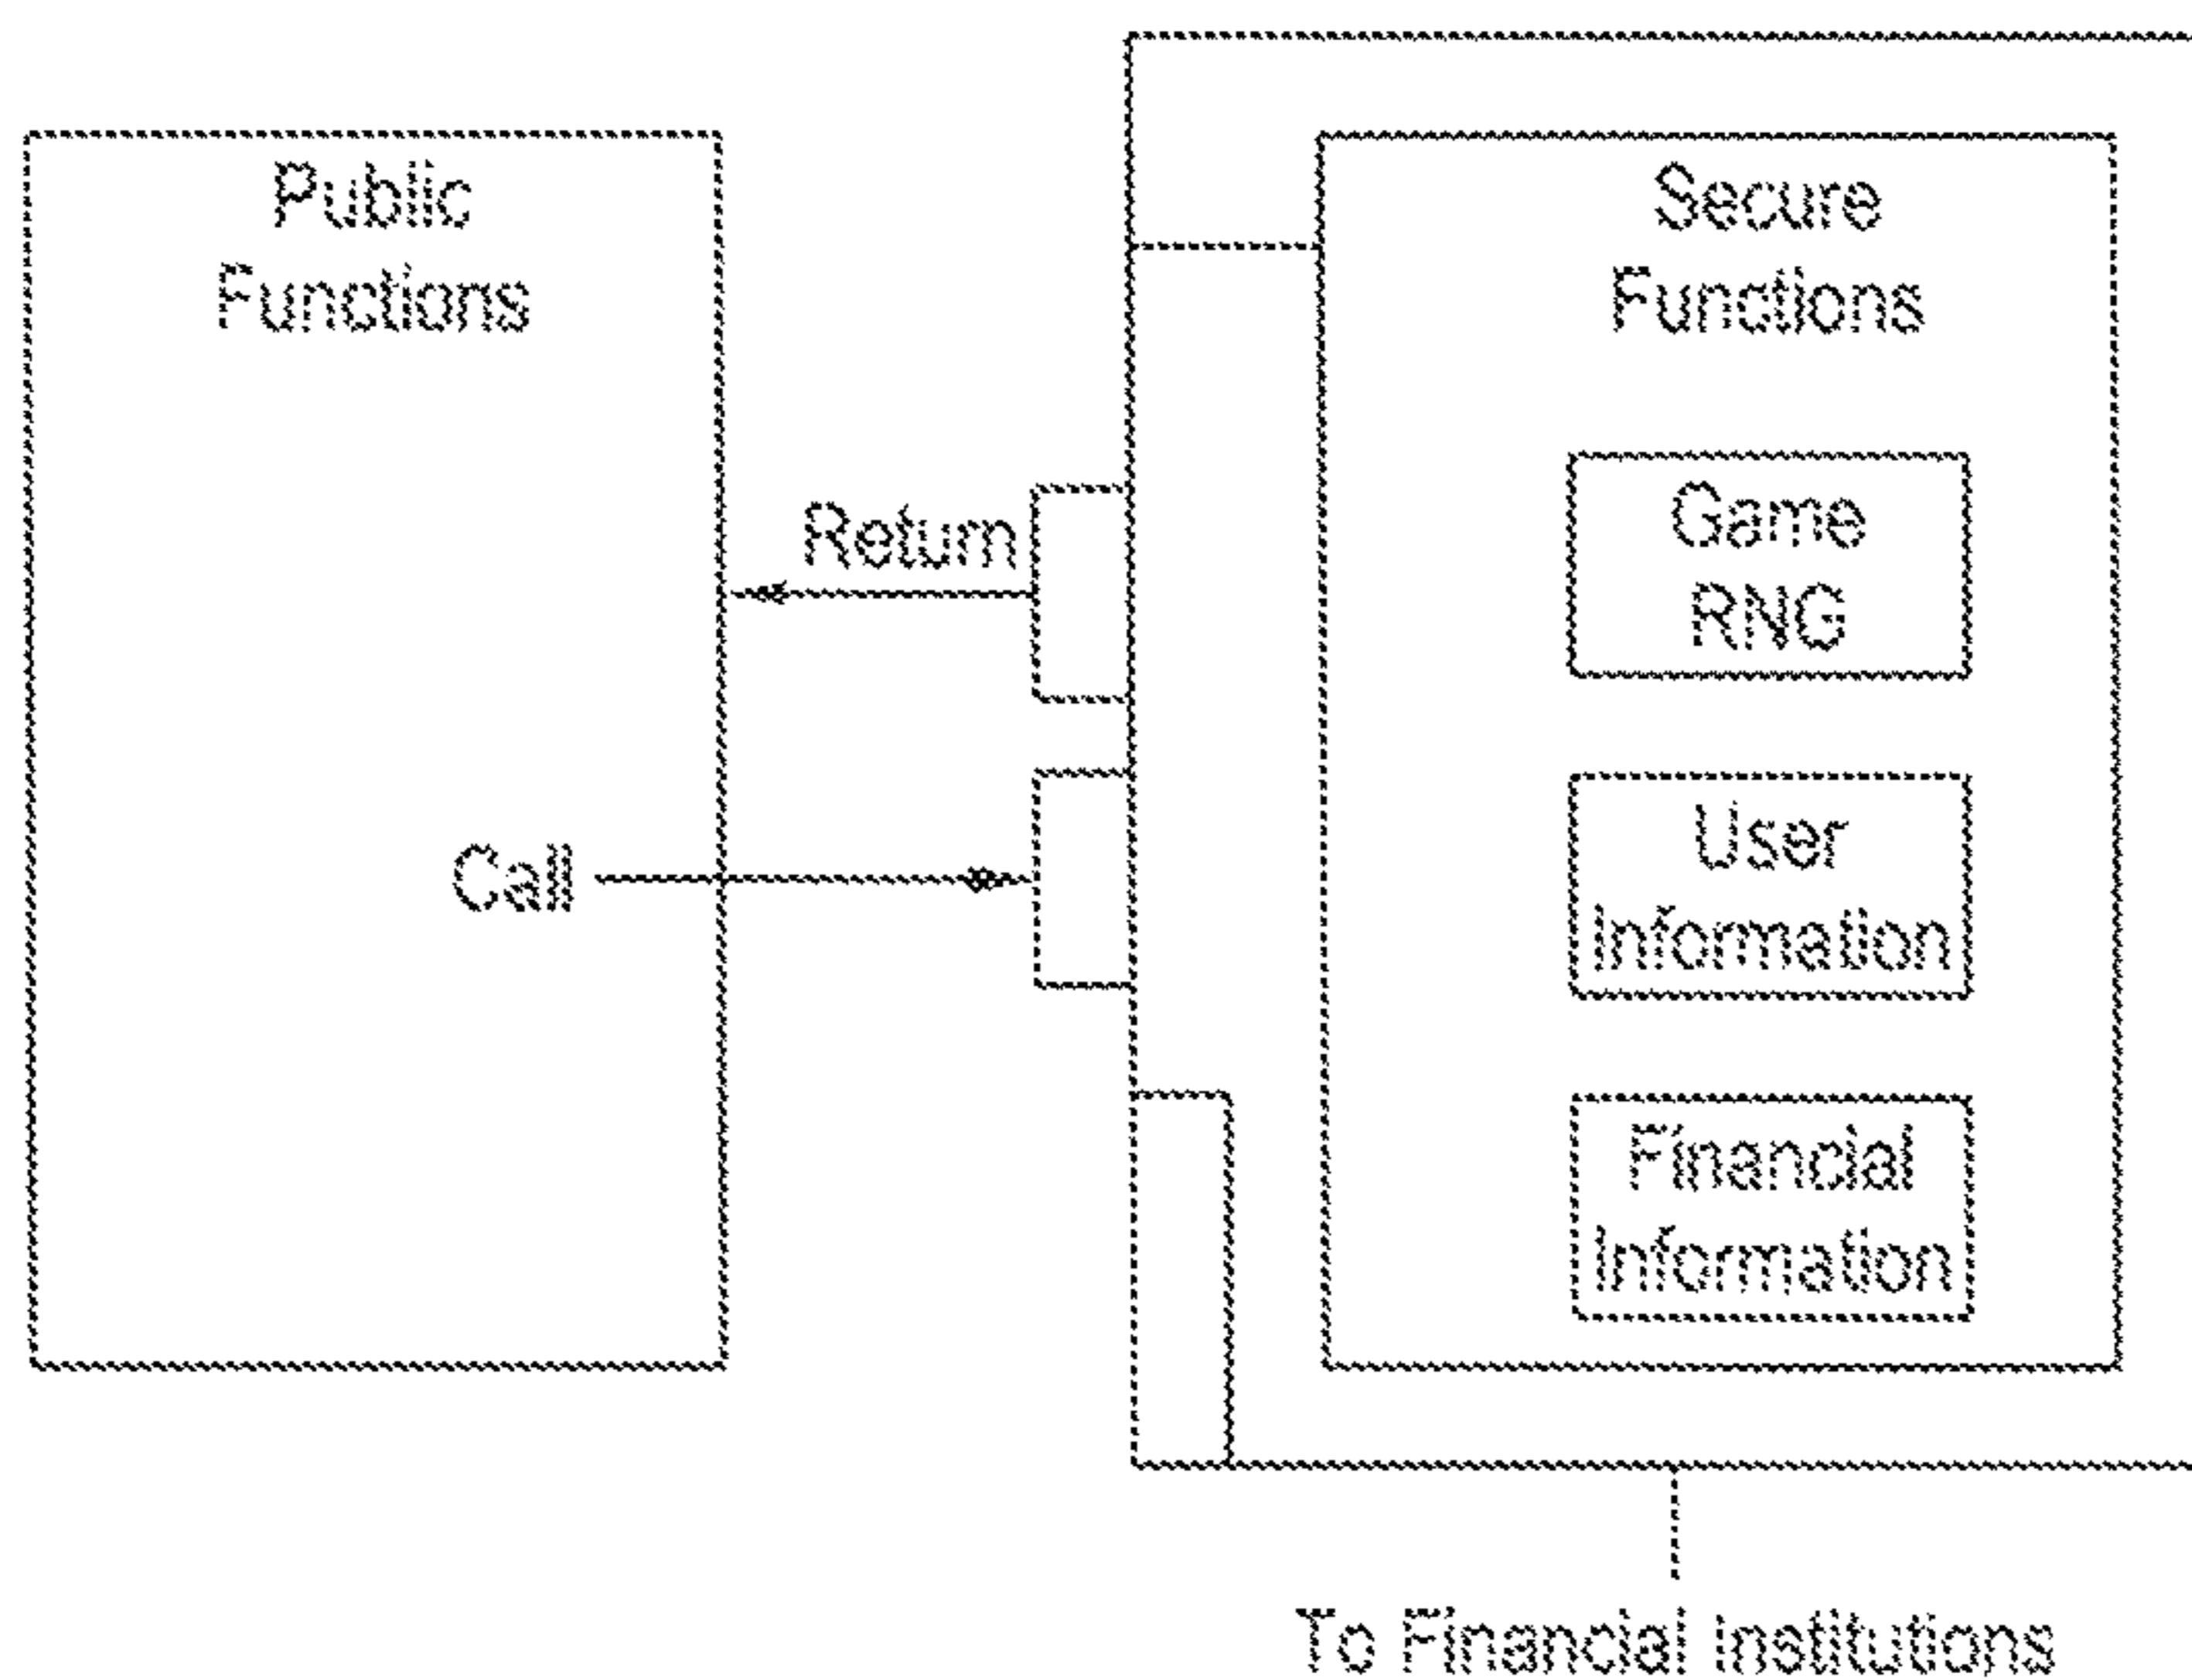 Public
Functions
Return
Call
Secure
Functions
Game
RNG
User
Information
Financial
Information
To Financial Institutions